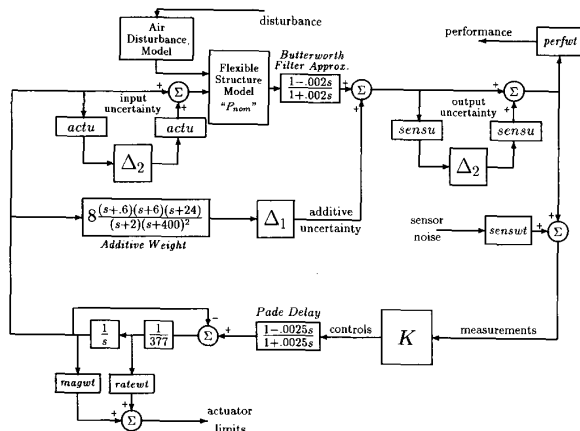 disturbance
Air
Disturbance
Model
performance
perfwt
Flexible
Structure
Model
"P_nom"
Butterworth
Filter Approx.
1−.002s
1+.002s
input
uncertainty
+
Σ
+
+
Σ
+
+
Σ
+
output
uncertainty
actu
actu
Δ₂
sensu
sensu
Δ₂
8 (s+.6)(s+6)(s+24)
(s+2)(s+400)²
Additive Weight
Δ₁
additive
uncertainty
sensor
noise
senswt
+
+
Σ
Pade Delay
1−.0025s
1+.0025s
controls
K
measurements
1
s
1
377
Σ
−
+
magwt
ratewt
+
+
Σ
actuator
limits